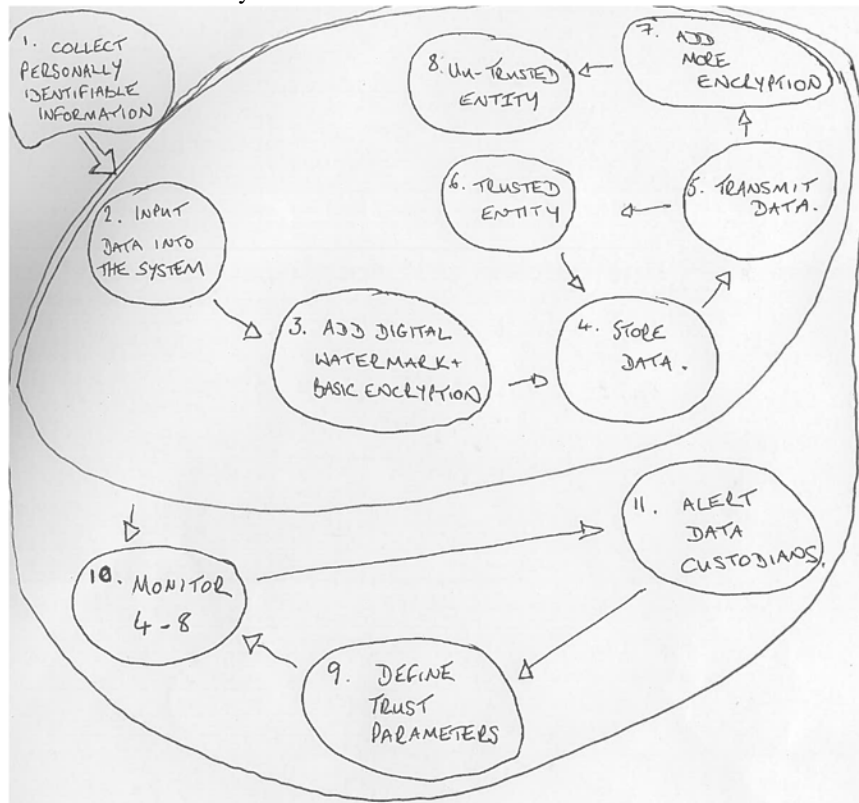 1. COLLECT
PERSONALLY
IDENTIFIABLE
INFORMATION
2. INPUT
DATA INTO
THE SYSTEM
3. ADD DIGITAL
WATERMARK +
BASIC ENCRYPTION
4. STORE
DATA.
5. TRANSMIT
DATA.
6. TRUSTED
ENTITY
7. ADD
MORE
ENCRYPTION
8. UN-TRUSTED
ENTITY
9. DEFINE
TRUST
PARAMETERS
10. MONITOR
4-8
11. ALERT
DATA
CUSTODIANS.